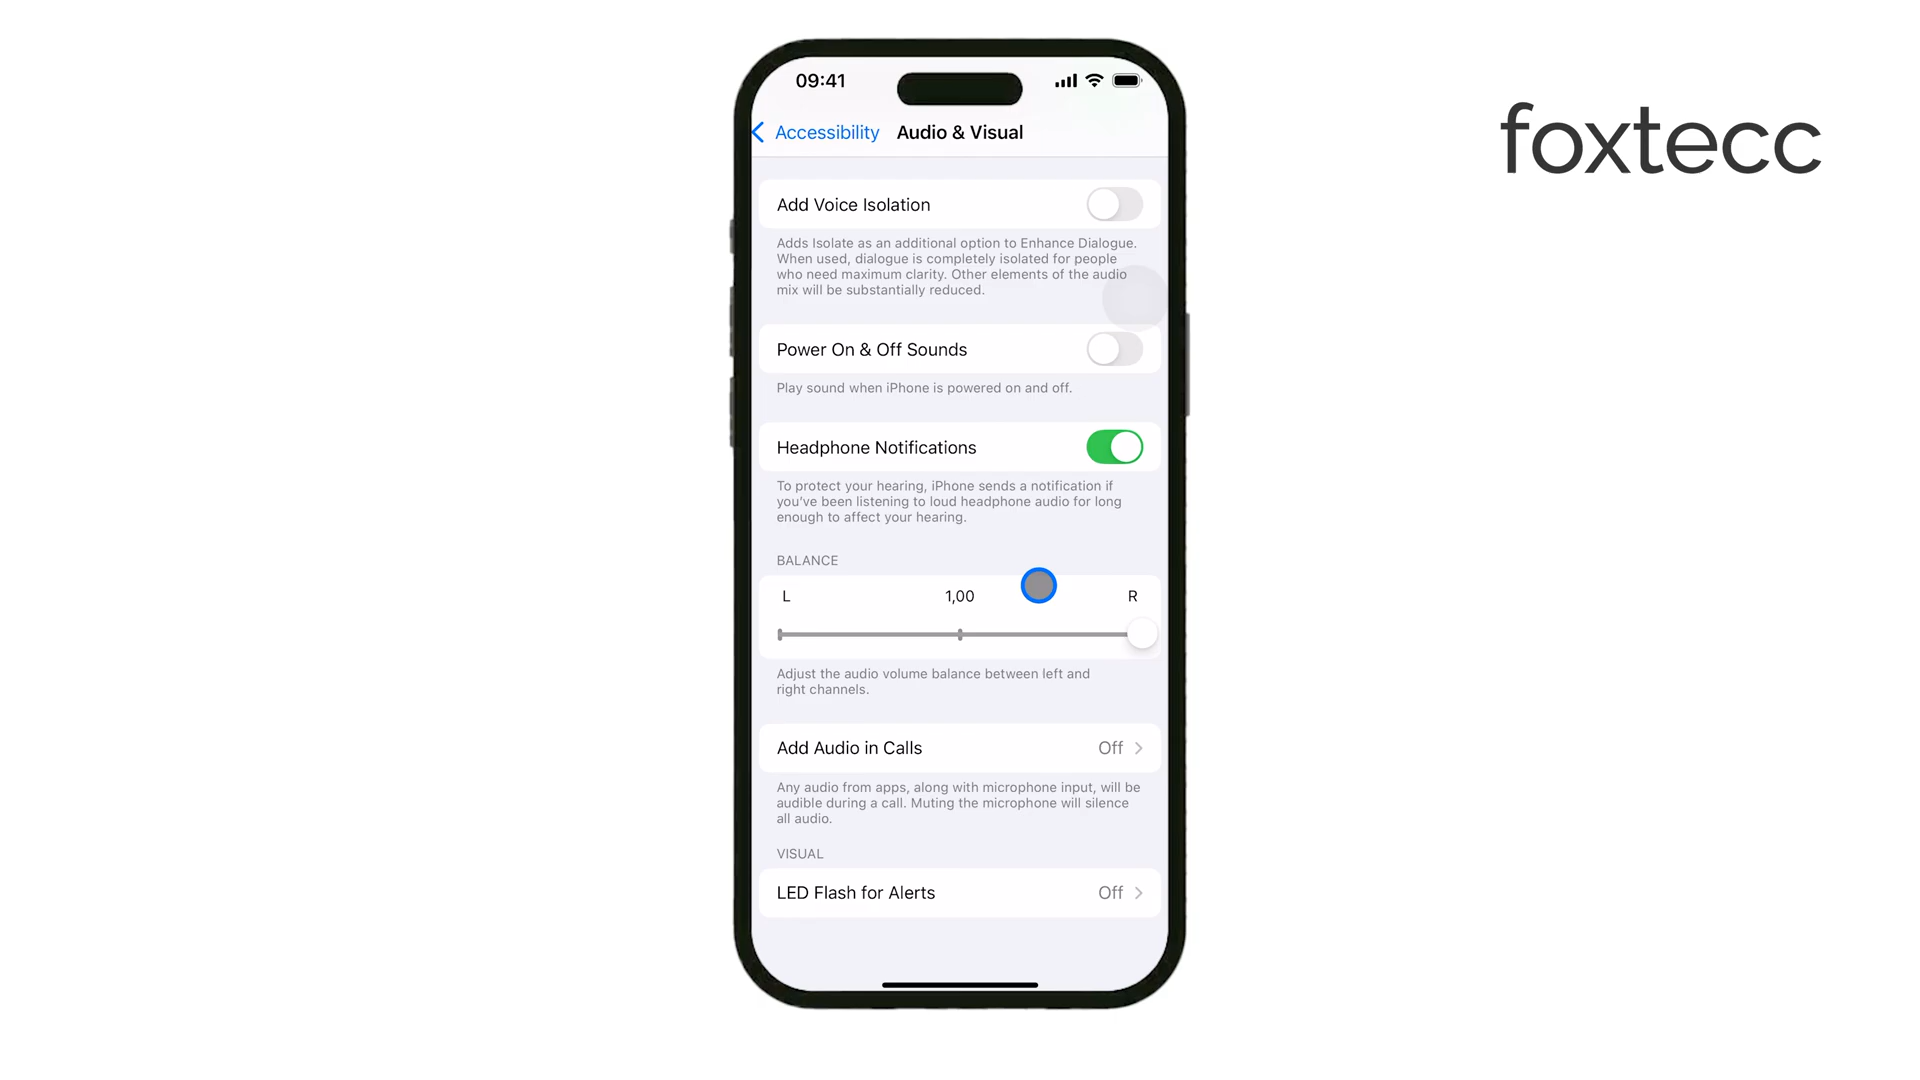 09:41
foxtecc
Accessibility
Audio & Visual
Add Voice Isolation
Adds Isolate as an additional option to Enhance Dialogue.
When used, dialogue is completely isolated for people
who need maximum clarity. Other elements of the audio
mix will be substantially reduced.
Power On & Off Sounds
Play sound when iPhone is powered on and off.
Headphone Notifications
To protect your hearing, iPhone sends a notification if
you've been listening to loud headphone audio for long
enough to affect your hearing.
BALANCE
L 1,00 R
Adjust the audio volume balance between left and
right channels.
Add Audio in Calls Off
Any audio from apps, along with microphone input, will be
audible during a call. Muting the microphone will silence
all audio.
VISUAL
LED Flash for Alerts Off